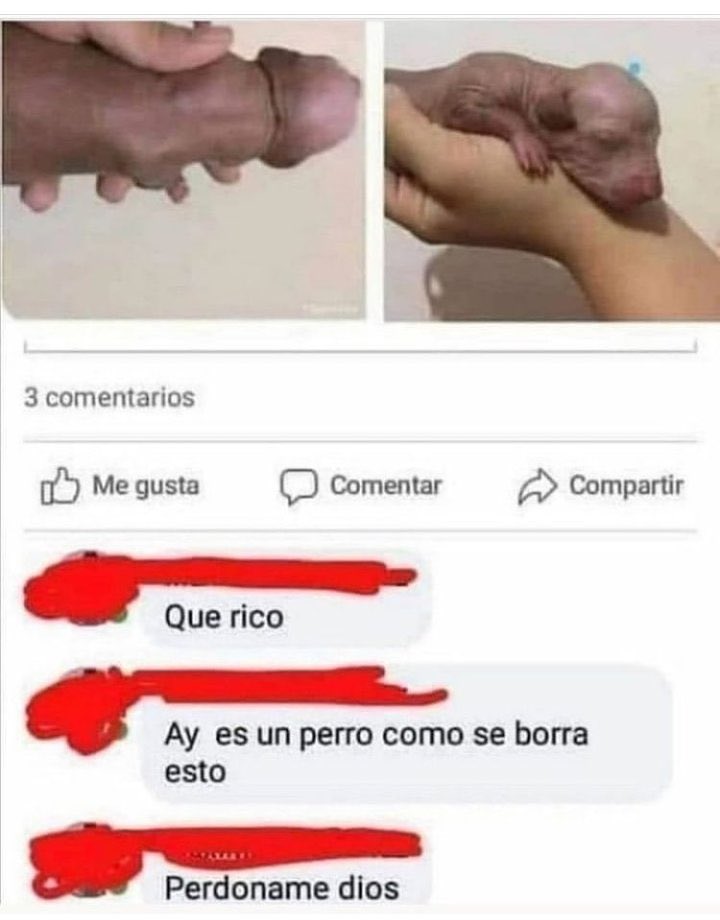 3 comentarios
Me gusta
Comentar
Compartir
Que rico
Ay es un perro como se borra
esto
Perdoname dios